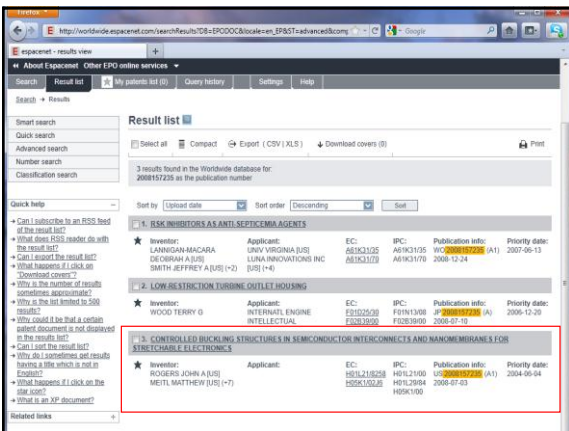 Firefox
http://worldwide.espacenet.com/searchResults?DB=EPODOC&locale=en_EP&ST=advanced&comp
Google
espacenet - results view
About Espacenet Other EPO online services
Search Result list My patents list (0) Query history Settings Help
Search → Results
Smart search
Quick search
Advanced search
Number search
Classification search
Quick help
Can I subscribe to an RSS feed of the result list?
What does RSS reader do with the result list?
Can I export the result list?
What happens if I click on "Download covers"?
Why is the number of results sometimes approximate?
Why is the list limited to 500 results?
Why could it be that a certain patent document is not displayed in the results list?
Can I sort the result list?
Why do I sometimes get results having a title which is not in English?
What happens if I click on the star icon?
What is an XP document?
Related links
Result list
Select all Compact Export ( CSV | XLS ) Download covers (0) Print
3 results found in the Worldwide database for:
2008157235 as the publication number
Sort by Upload date Sort order Descending Sort
1. RSK INHIBITORS AS ANTI-SEPTICEMIA AGENTS
Inventor: Applicant: EC: IPC: Publication info: Priority date:
LANNIGAN-MACARA UNIV VIRGINIA [US] A61K31/35 A61K31/35 WO2008157235 (A1) 2007-06-13
DEOBRAH A [US] LUNA INNOVATIONS INC A61K31/70 A61K31/70 2008-12-24
SMITH JEFFREY A [US] (+2) [US] (+4)
2. LOW-RESTRICTION TURBINE OUTLET HOUSING
Inventor: Applicant: EC: IPC: Publication info: Priority date:
WOOD TERRY G INTERNATL ENGINE F01D25/30 F01N13/08 JP2008157235 (A) 2006-12-20
INTELLECTUAL F02B39/00 F02B39/00 2008-07-10
3. CONTROLLED BUCKLING STRUCTURES IN SEMICONDUCTOR INTERCONNECTS AND NANOMEMBRANES FOR
STRETCHABLE ELECTRONICS
Inventor: Applicant: EC: IPC: Publication info: Priority date:
ROGERS JOHN A [US] H01L21/8258 H01L21/00 US2008157235 (A1) 2004-06-04
MEITL MATTHEW [US] (+7) H05K1/02J6 H01L29/84 2008-07-03
H05K1/00